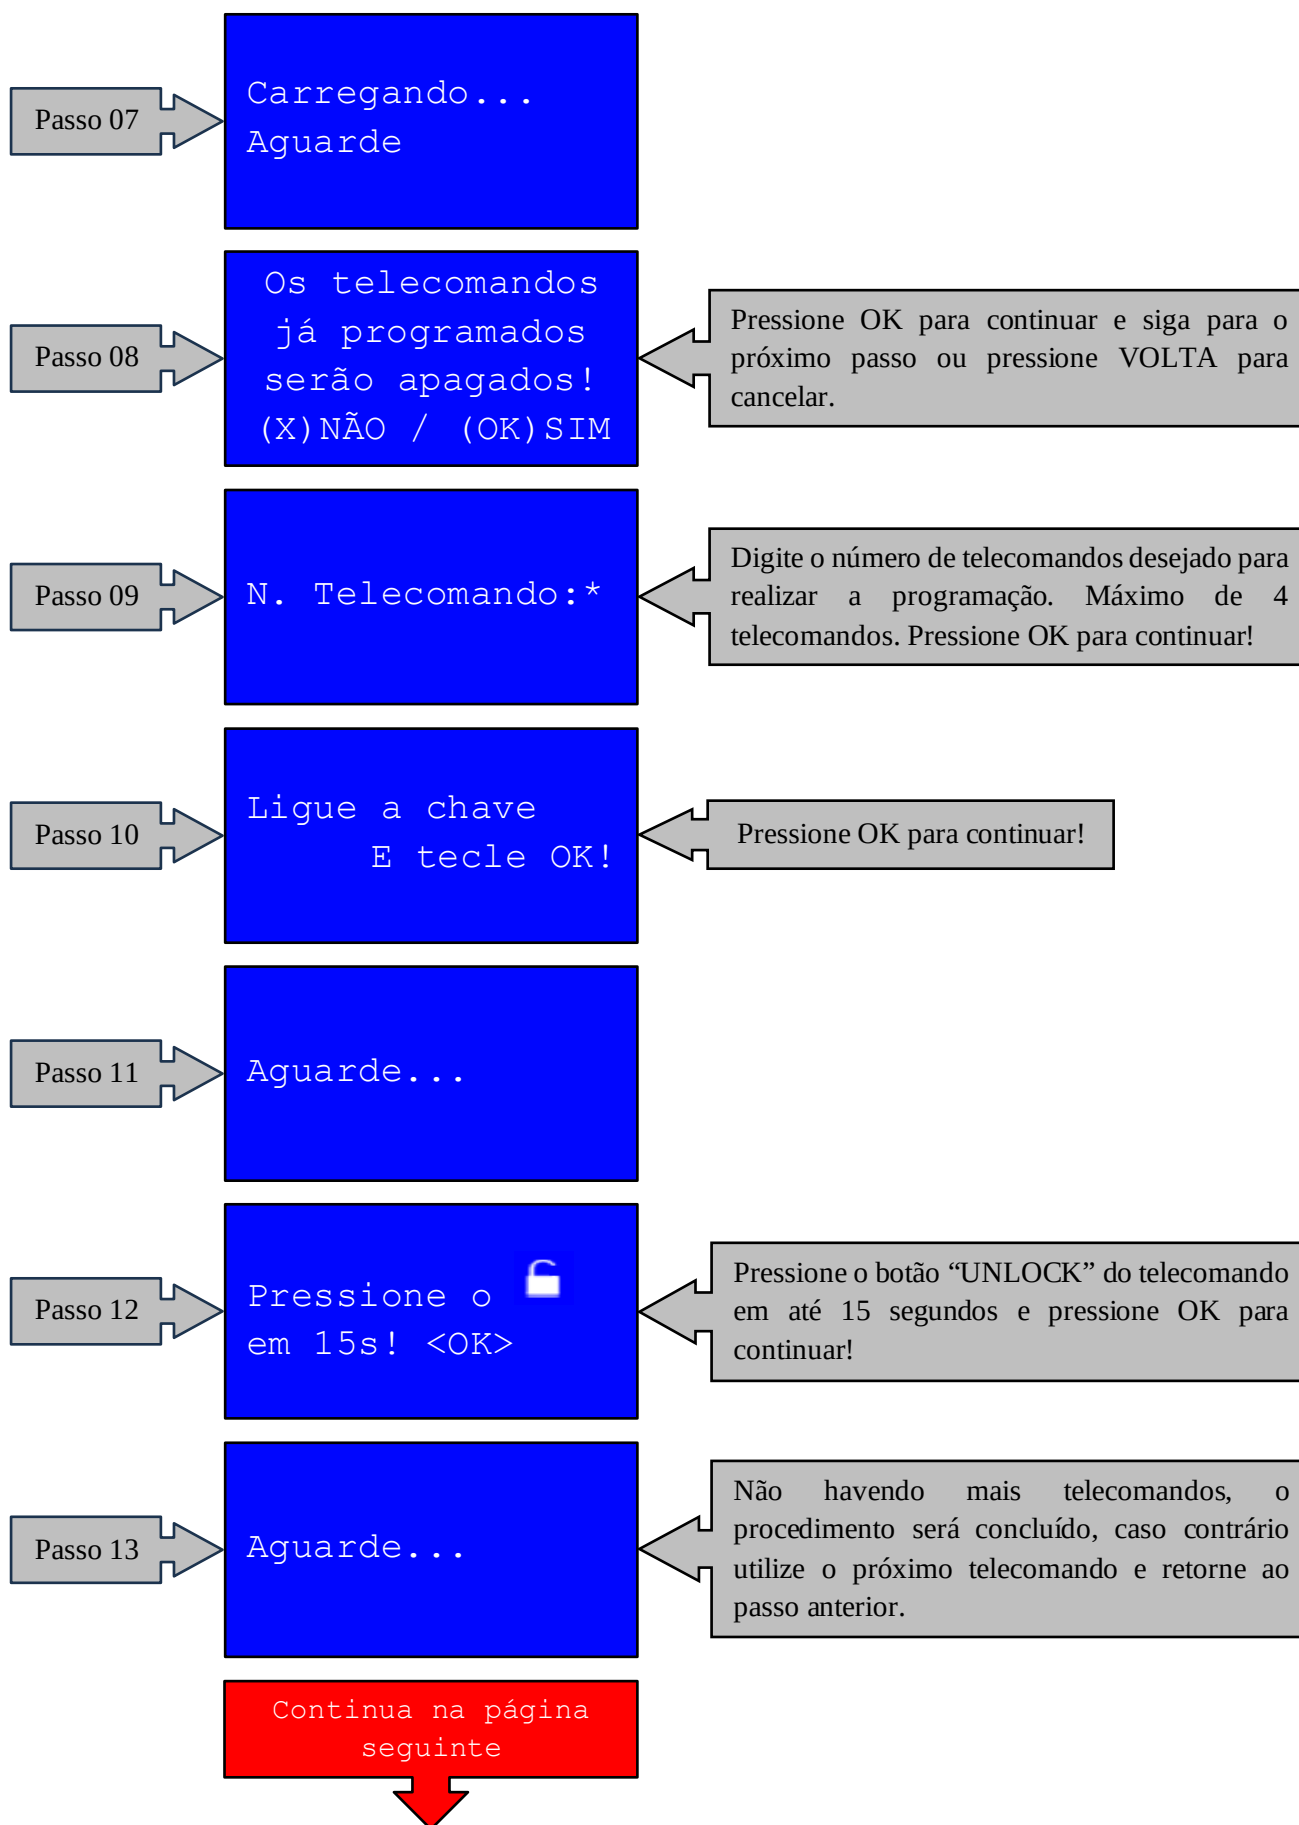 Passo 07
Carregando...
Aguarde
Passo 08
Os telecomandos
já programados
serão apagados!
(X)NÃO / (OK)SIM
Pressione OK para continuar e siga para o
próximo passo ou pressione VOLTA para
cancelar.
Passo 09
N. Telecomando:*
Digite o número de telecomandos desejado para
realizar a programação. Máximo de 4
telecomandos. Pressione OK para continuar!
Passo 10
Ligue a chave
E tecle OK!
Pressione OK para continuar!
Passo 11
Aguarde...
Passo 12
Pressione o
em 15s! <OK>
Pressione o botão “UNLOCK” do telecomando
em até 15 segundos e pressione OK para
continuar!
Passo 13
Aguarde...
Não havendo mais telecomandos, o
procedimento será concluído, caso contrário
utilize o próximo telecomando e retorne ao
passo anterior.
Continua na página
seguinte